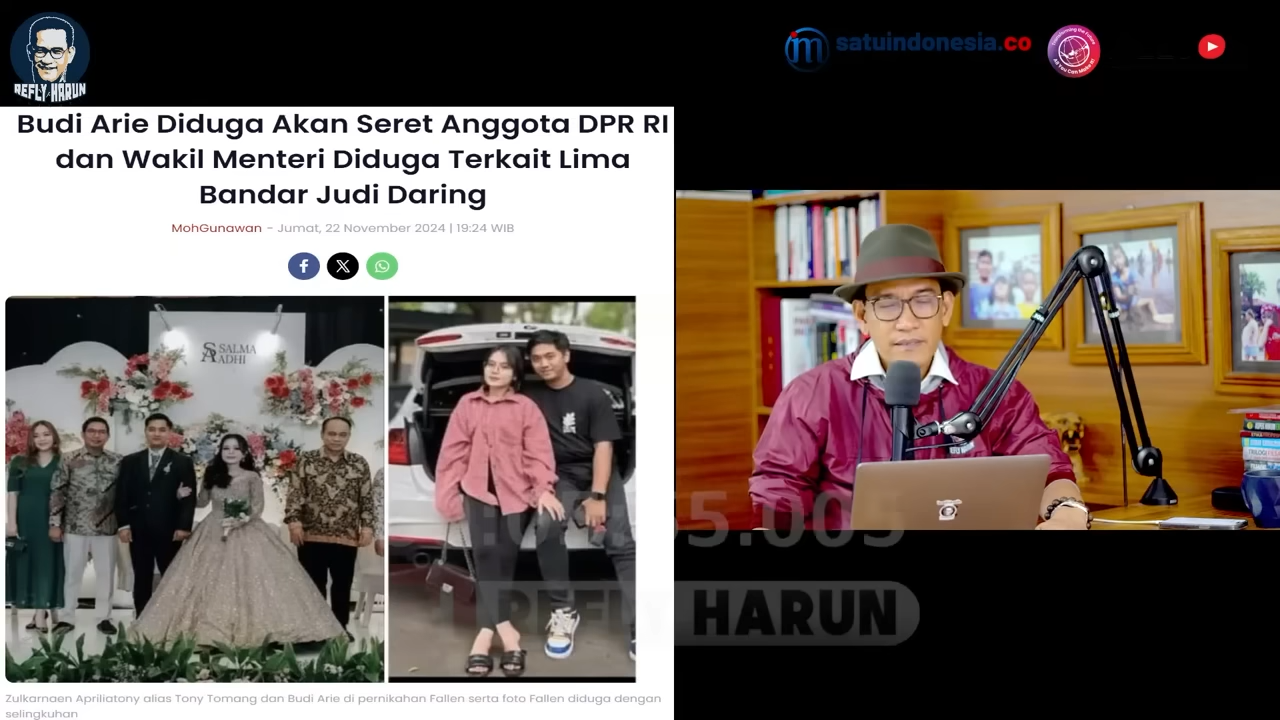 REFLY HARUN
satuindonesia.co
Budi Arie Diduga Akan Seret Anggota DPR RI
dan Wakil Menteri Diduga Terkait Lima
Bandar Judi Daring
MohGunawan - Jumat, 22 November 2024 | 19:24 WIB
SALMA
ADHI
REFLY HARUN
Zulkarnaen Apriliatony alias Tony Tomang dan Budi Arie di pernikahan Fallen serta foto Fallen diduga dengan
selingkuhan